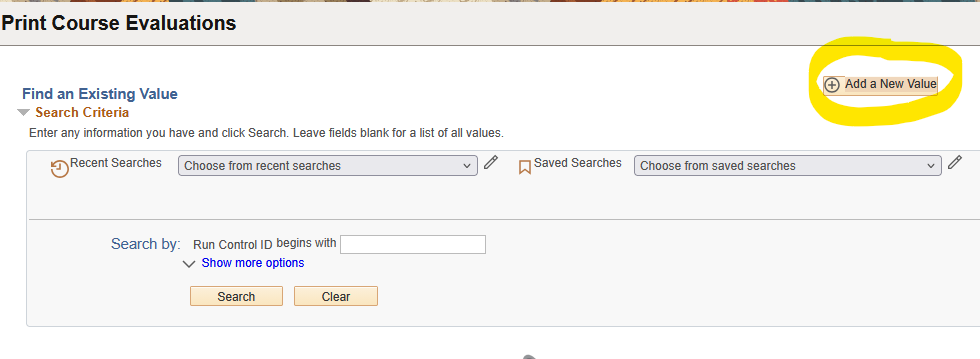 Print Course Evaluations
Add a New Value
Find an Existing Value
Search Criteria
Enter any information you have and click Search. Leave fields blank for a list of all values.
Recent Searches Choose from recent searches Saved Searches Choose from saved searches
Search by: Run Control ID begins with
Show more options
Search Clear